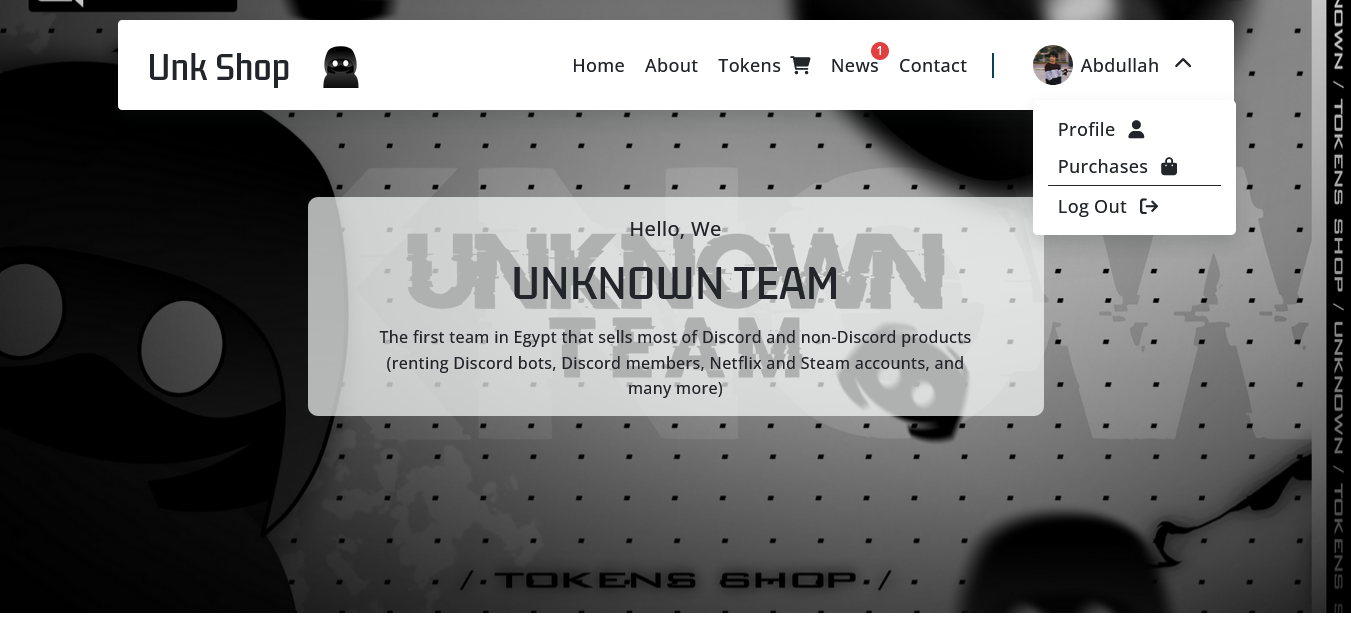 Unk Shop
Home About Tokens News 1 Contact Abdullah
Profile
Purchases
Log Out
Hello, We
UNKNOWN TEAM
UNKNOWN
TEAM
The first team in Egypt that sells most of Discord and non-Discord products
(renting Discord bots, Discord members, Netflix and Steam accounts, and
many more)
/ TOKENS SHOP /
/ TOKENS SHOP / UNKNOWN / TOKENS